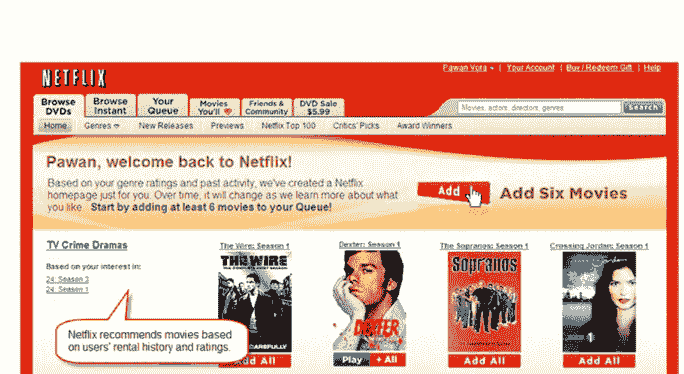 NETFLIX
Pawan Vora | Your Account | Buy / Redeem Gift | Help
Browse DVDs
Browse Instant
Your Queue
Movies You'll
Friends & Community
DVD Sale $5.99
Movies, actors, directors, genres
Search
Home Genres New Releases Previews Netflix Top 100 Critics' Picks Award Winners
Pawan, welcome back to Netflix!
Based on your genre ratings and past activity, we've created a Netflix
homepage just for you. Over time, it will change as we learn more about what
you like. Start by adding at least 6 movies to your Queue!
Add
Add Six Movies
TV Crime Dramas
Based on your interest in:
24: Season 3
24: Season 1
The Wire: Season 1
Dexter: Season 1
The Sopranos: Season 1
Crossing Jordan: Season 1
THE WIRE
DEXTER
Sopranos
CAREFULLY
Netflix recommends movies based
on users' rental history and ratings.
Add All
Play + All
Add All
Add All